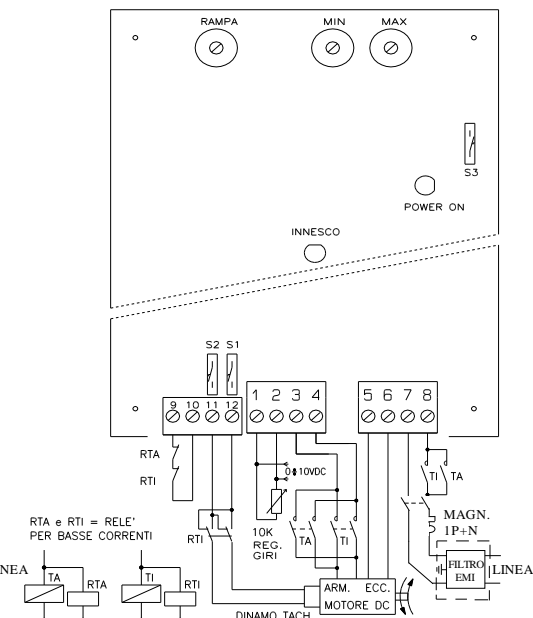 RAMPA
MIN MAX
S3
POWER ON
INNESCO
S2 S1
9 10 11 12
1 2 3 4
5 6 7 8
RTA
RTI
0÷10VDC
TI TA
RTA e RTI = RELE'
PER BASSE CORRENTI
RTI
10K
REG.
GIRI
TA
TI
MAGN.
1P+N
NEA
TA
RTA
TI
RTI
ARM. ECC.
MOTORE DC
FILTRO
EMI
LINEA
DINAMO TACH